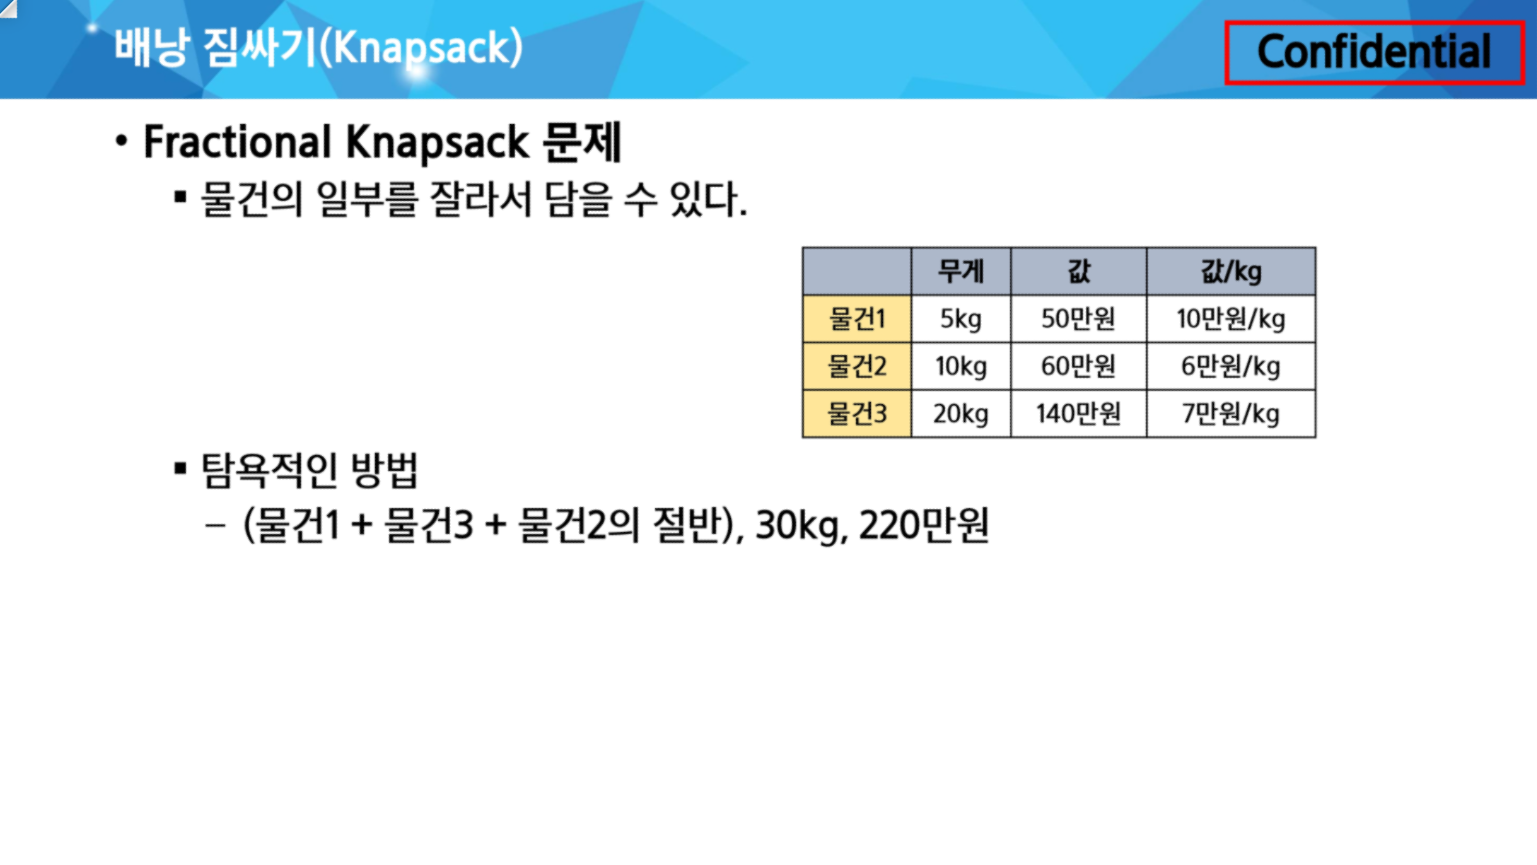 배낭 짐싸기(Knapsack)
Confidential
• Fractional Knapsack 문제
▪ 물건의 일부를 잘라서 담을 수 있다.
무게 값 값/kg
물건1 5kg 50만원 10만원/kg
물건2 10kg 60만원 6만원/kg
물건3 20kg 140만원 7만원/kg
▪ 탐욕적인 방법
– (물건1 + 물건3 + 물건2의 절반), 30kg, 220만원